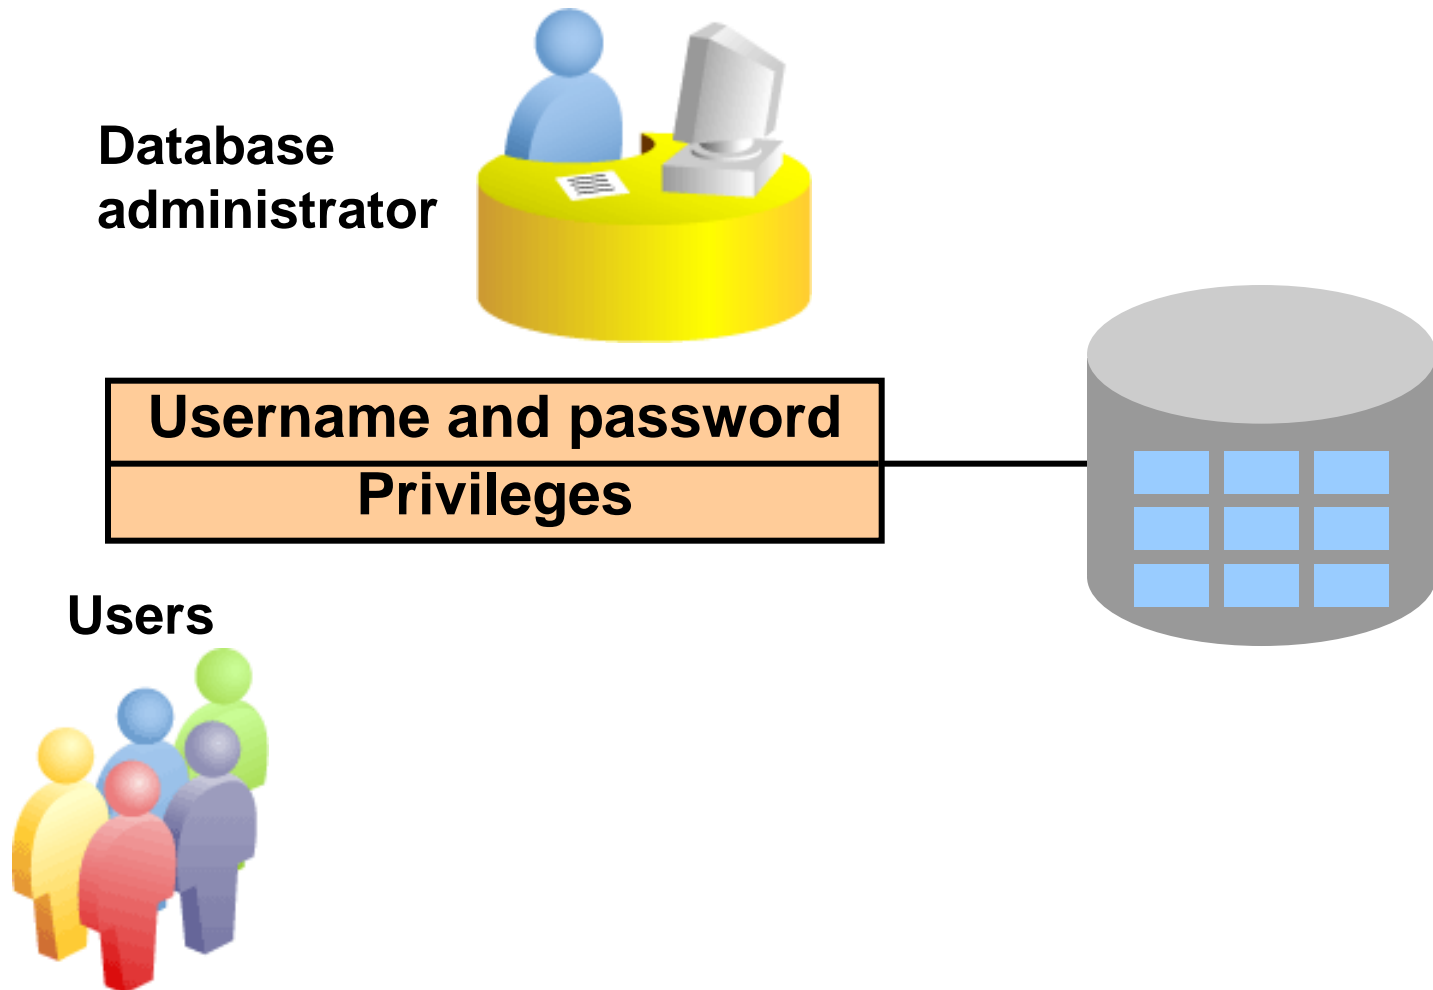 Database
administrator
Username and password
Privileges
Users